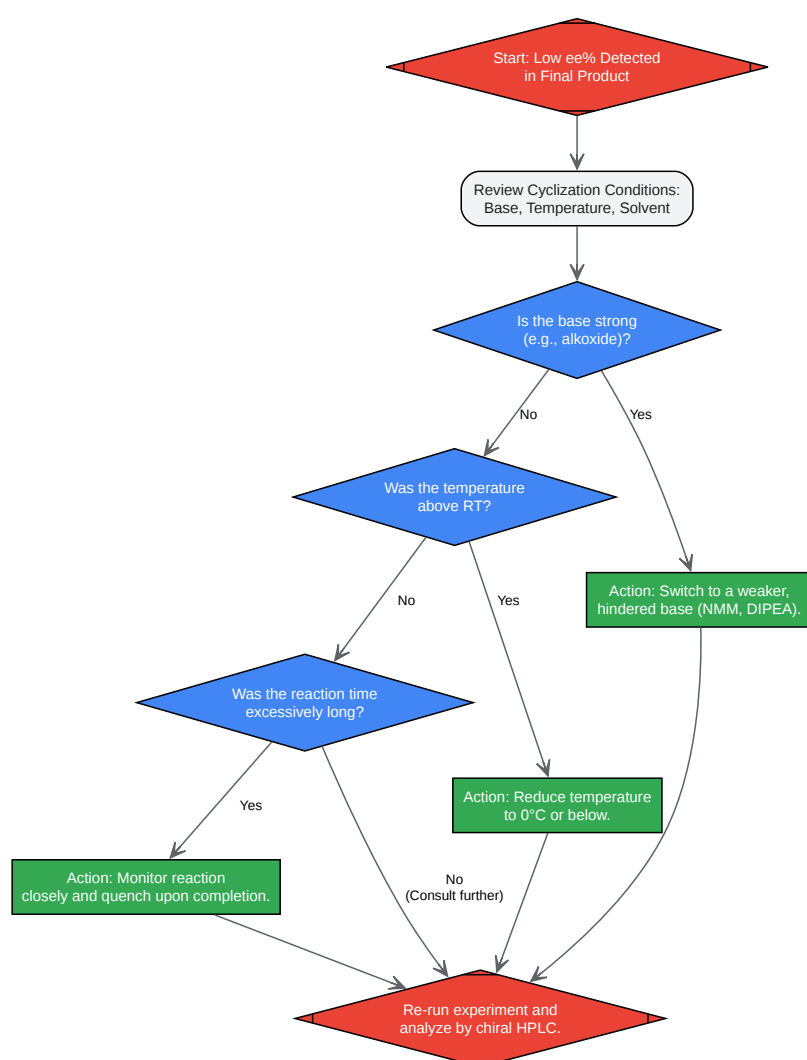 Start: Low ee% Detected
in Final Product
Review Cyclization Conditions:
Base, Temperature, Solvent
Is the base strong
(e.g., alkoxide)?
No
Yes
Was the temperature
above RT?
No
Yes
Action: Switch to a weaker,
hindered base (NMM, DIPEA).
Was the reaction time
excessively long?
Yes
Action: Reduce temperature
to 0°C or below.
Action: Monitor reaction
closely and quench upon completion.
No
(Consult further)
Re-run experiment and
analyze by chiral HPLC.